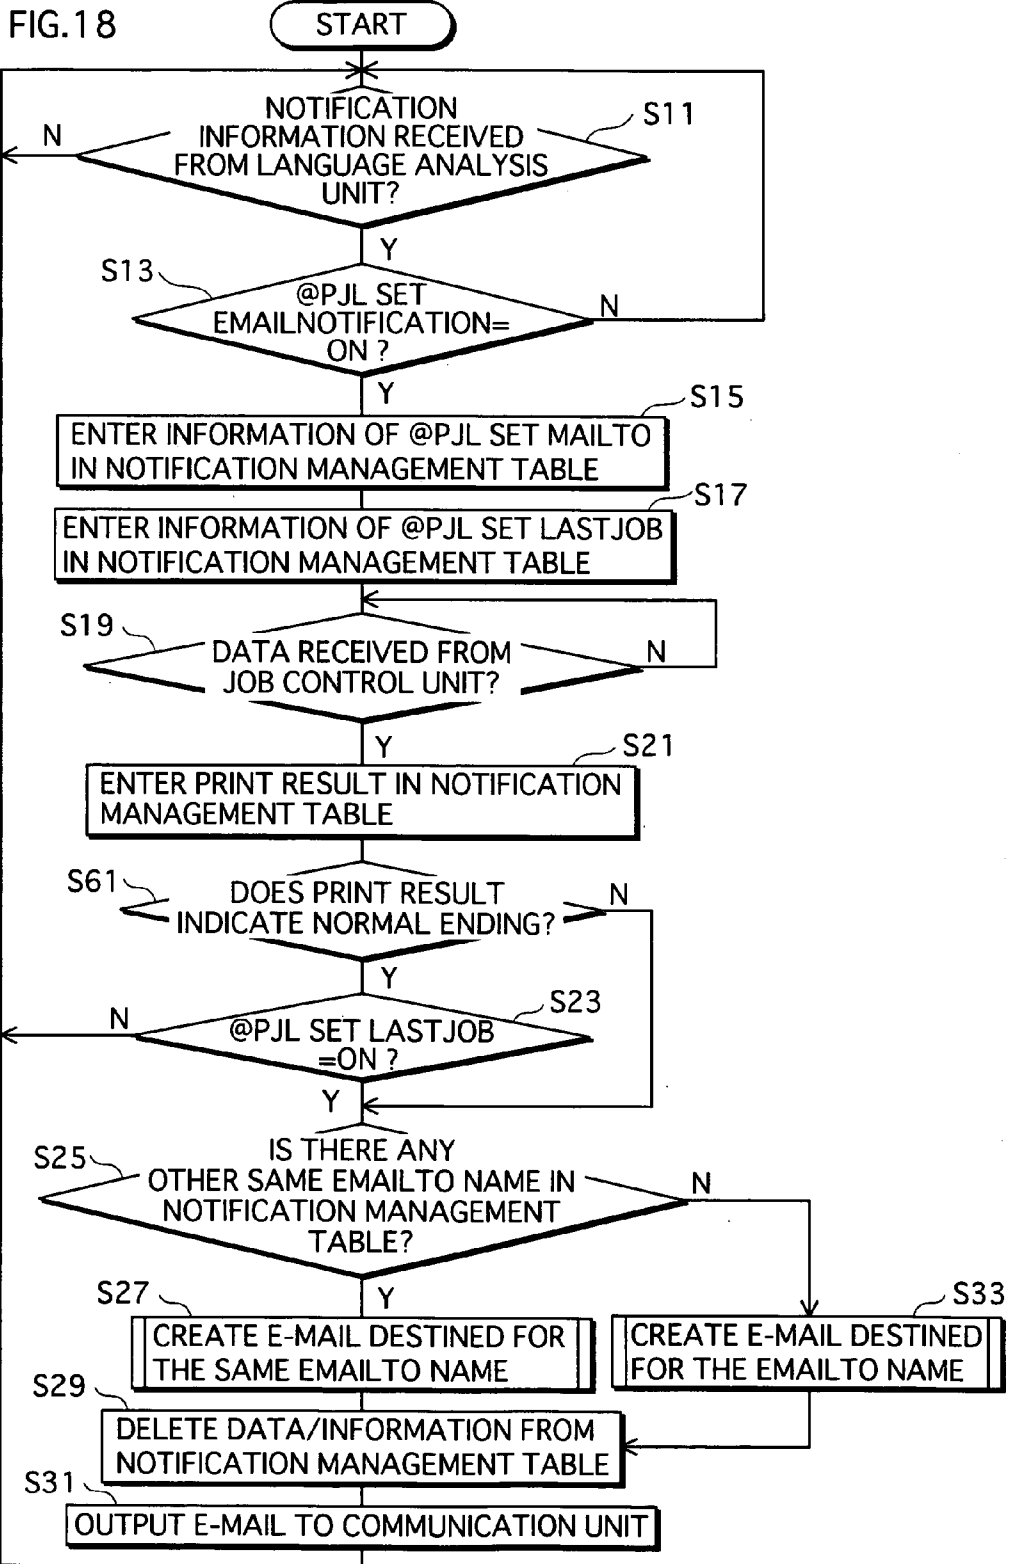 FIG.18
START
NOTIFICATION
INFORMATION RECEIVED
FROM LANGUAGE ANALYSIS
UNIT?
S11
N
Y
S13
@PJL SET
EMAILNOTIFICATION=
ON ?
N
Y
S15
ENTER INFORMATION OF @PJL SET MAILTO
IN NOTIFICATION MANAGEMENT TABLE
S17
ENTER INFORMATION OF @PJL SET LASTJOB
IN NOTIFICATION MANAGEMENT TABLE
S19
DATA RECEIVED FROM
JOB CONTROL UNIT?
N
Y
S21
ENTER PRINT RESULT IN NOTIFICATION
MANAGEMENT TABLE
S61
DOES PRINT RESULT
INDICATE NORMAL ENDING?
N
Y
S23
N
@PJL SET LASTJOB
=ON ?
Y
S25
IS THERE ANY
OTHER SAME EMAILTO NAME IN
NOTIFICATION MANAGEMENT
TABLE?
N
Y
S27
CREATE E-MAIL DESTINED FOR
THE SAME EMAILTO NAME
S33
CREATE E-MAIL DESTINED
FOR THE EMAILTO NAME
S29
DELETE DATA/INFORMATION FROM
NOTIFICATION MANAGEMENT TABLE
S31
OUTPUT E-MAIL TO COMMUNICATION UNIT